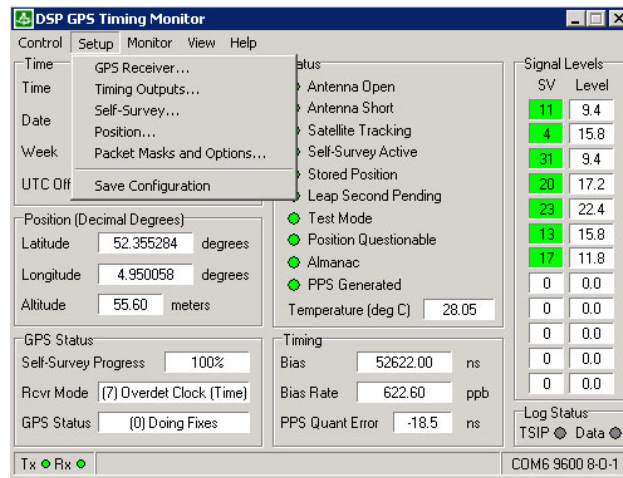 DSP GPS Timing Monitor
Control Setup Monitor View Help
GPS Receiver...
Timing Outputs...
Self-Survey...
Position...
Packet Masks and Options...
Save Configuration
Time
Time
Date
Week
UTC Off
atus
Antenna Open
Antenna Short
Satellite Tracking
Self-Survey Active
Stored Position
Leap Second Pending
Test Mode
Position Questionable
Almanac
PPS Generated
Temperature (deg C) 28.05
Signal Levels
SV Level
11 9.4
4 15.8
31 9.4
20 17.2
23 22.4
13 15.8
17 11.8
0 0.0
0 0.0
0 0.0
0 0.0
0 0.0
Position (Decimal Degrees)
Latitude 52.355284 degrees
Longitude 4.950058 degrees
Altitude 55.60 meters
GPS Status
Self-Survey Progress 100%
Rcvr Mode (7) Overdet Clock (Time)
GPS Status (0) Doing Fixes
Timing
Bias 52622.00 ns
Bias Rate 622.60 ppb
PPS Quant Error -18.5 ns
Log Status
TSIP Data
Tx Rx
COM6 9600 8-O-1